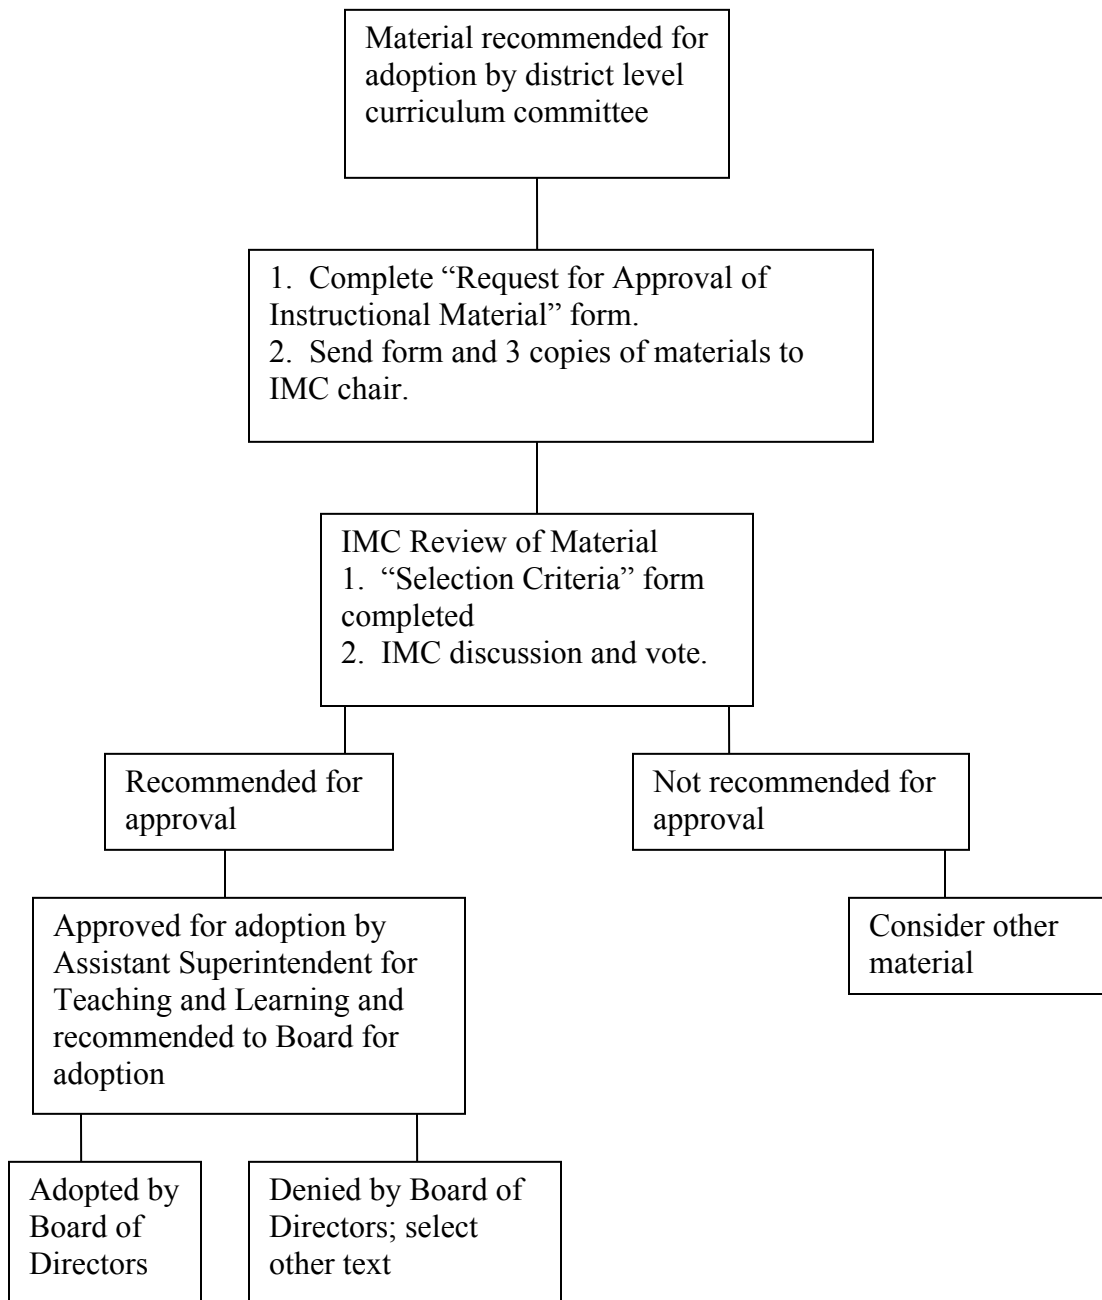 Material recommended for
adoption by district level
curriculum committee
1.  Complete “Request for Approval of
Instructional Material” form.
2.  Send form and 3 copies of materials to
IMC chair.
IMC Review of Material
1.  “Selection Criteria” form
completed
2.  IMC discussion and vote.
Recommended for
approval
Not recommended for
approval
Approved for adoption by
Assistant Superintendent for
Teaching and Learning and
recommended to Board for
adoption
Consider other
material
Adopted by
Board of
Directors
Denied by Board of
Directors; select
other text